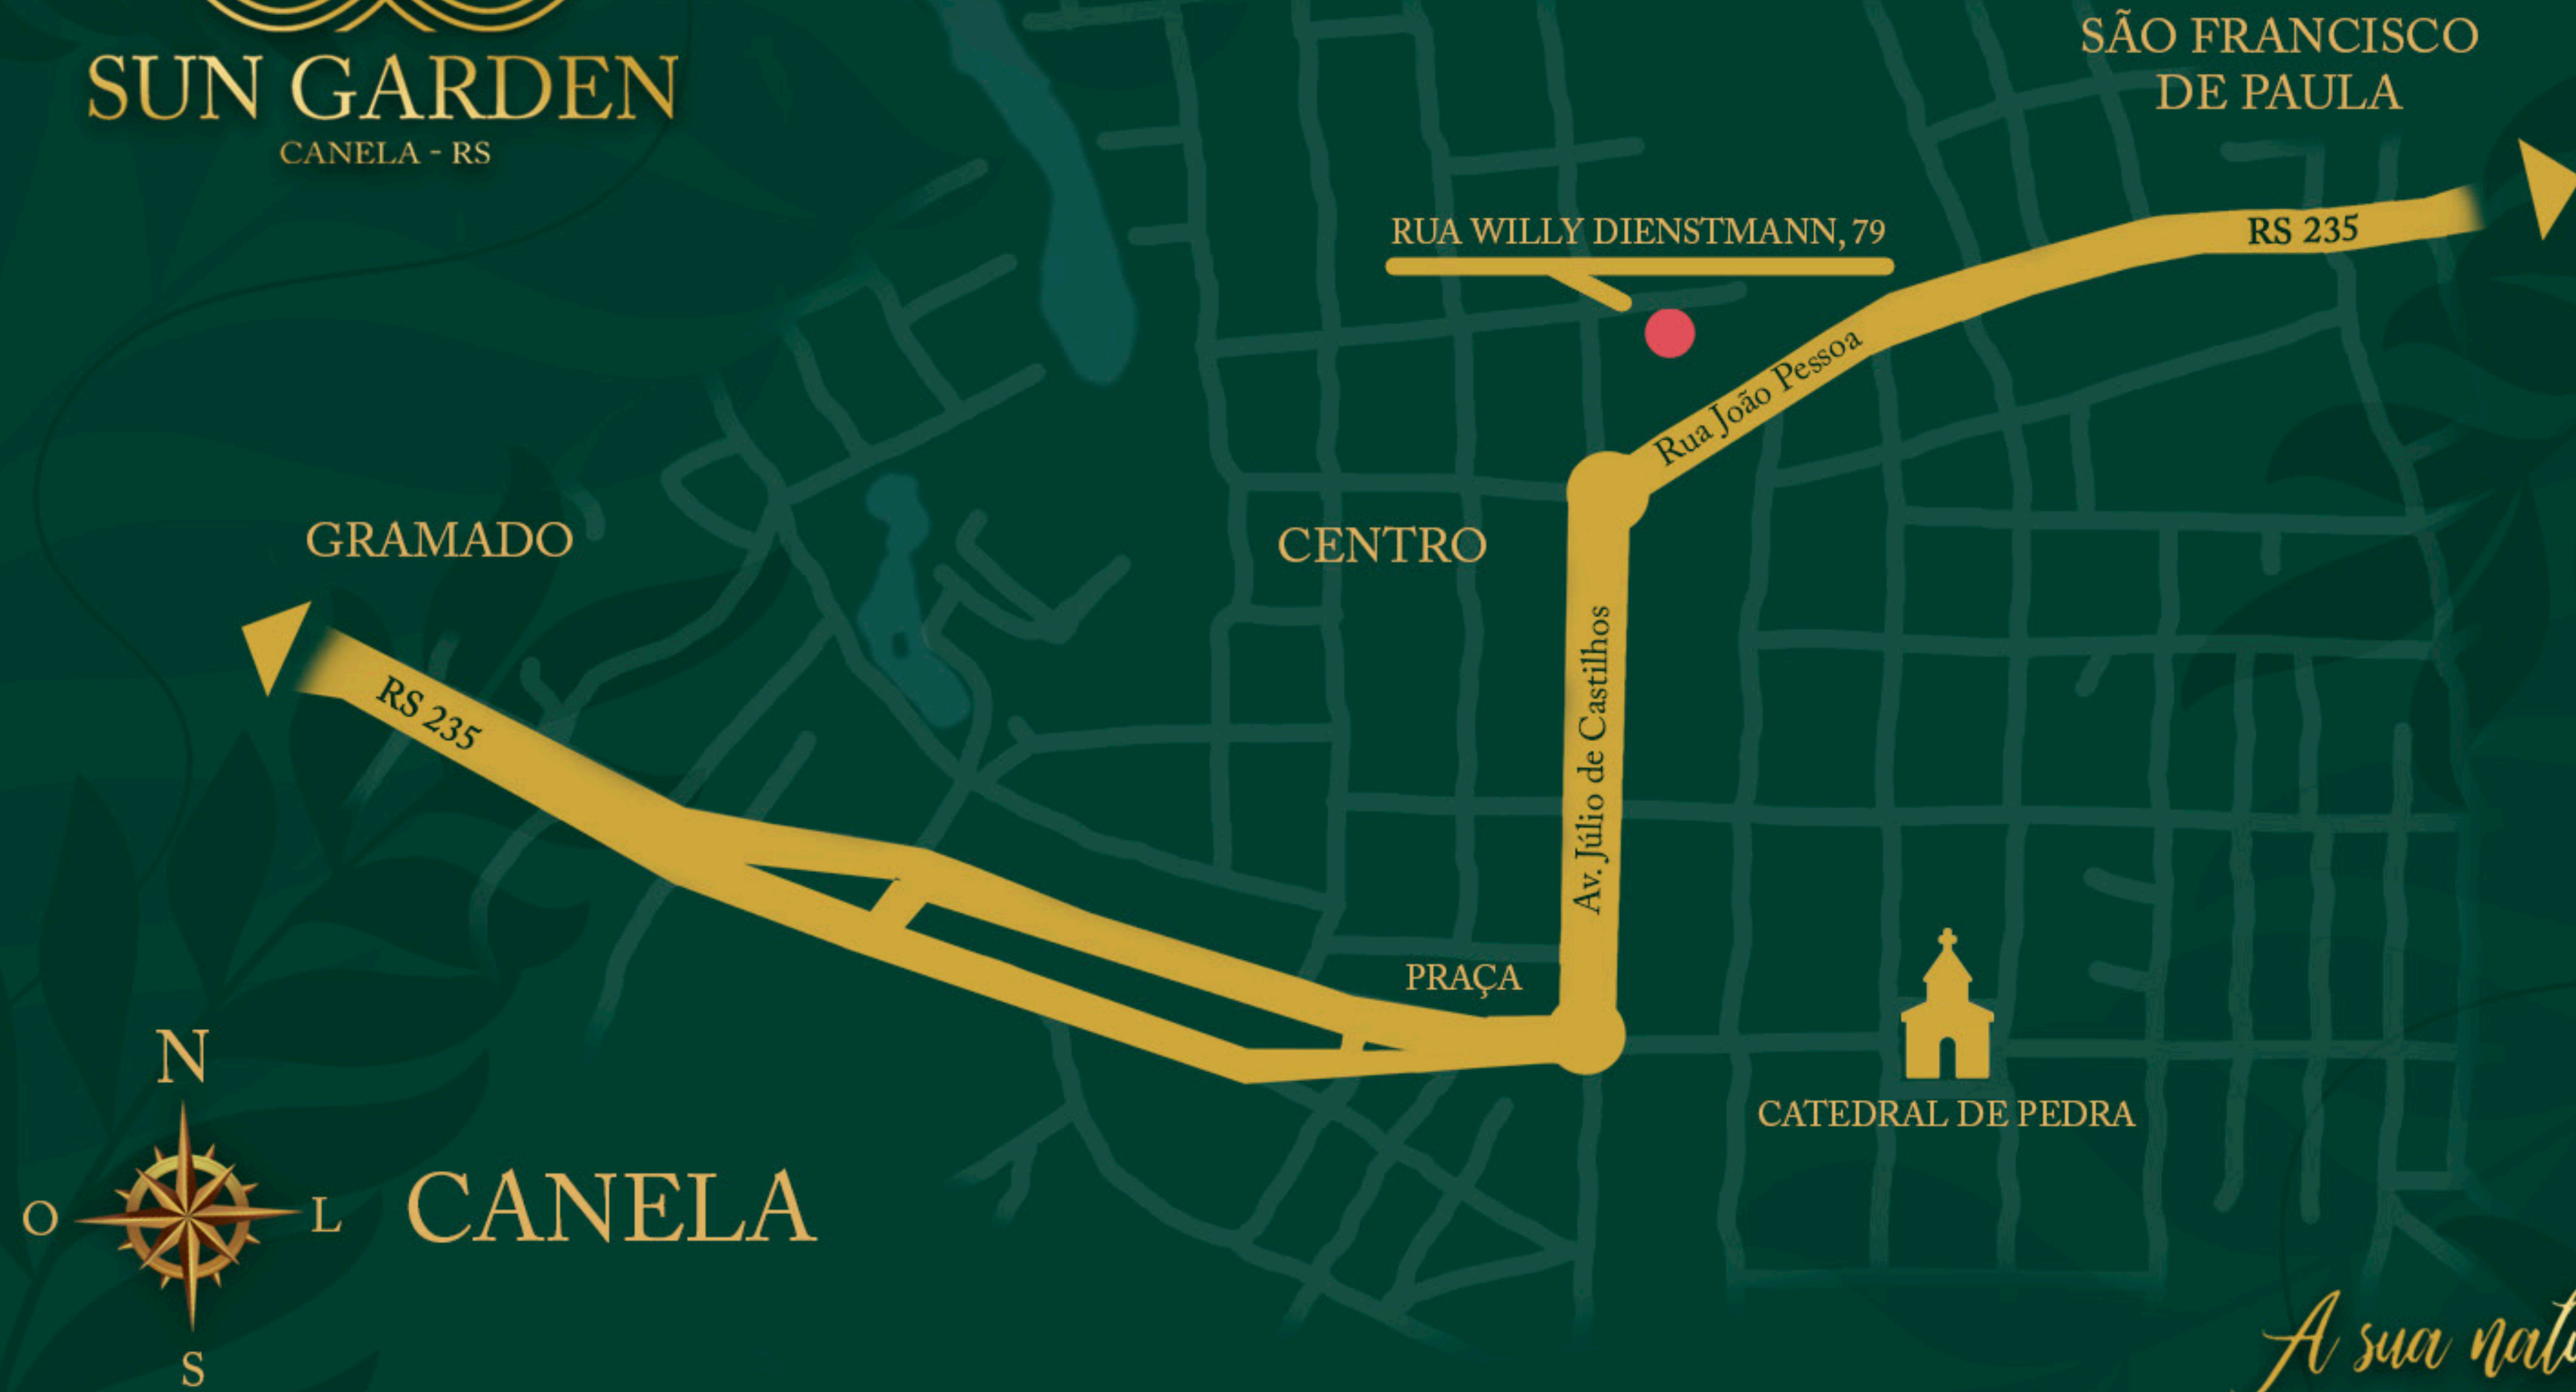 SUN GARDEN
CANELA - RS
SÃO FRANCISCO
DE PAULA
RUA WILLY DIENSTMANN, 79
RS 235
Rua João Pessoa
GRAMADO
CENTRO
RS 235
Av. Júlio de Castilhos
PRAÇA
CATEDRAL DE PEDRA
N
O
L
CANELA
S
A sua